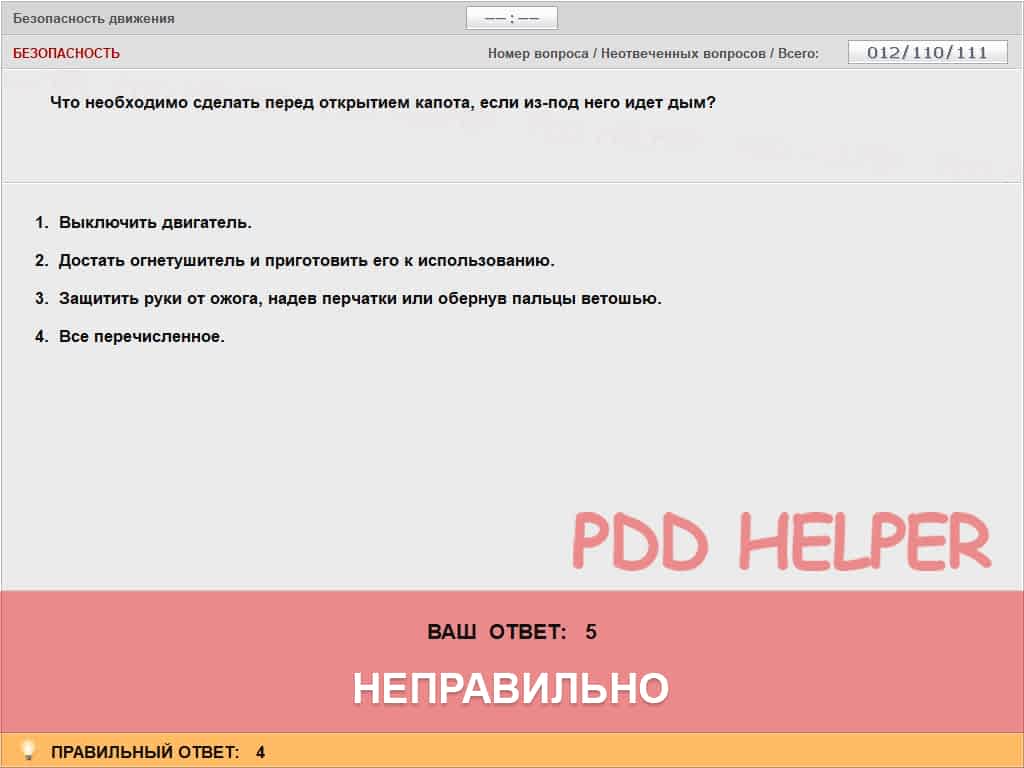 Безопасность движения
——:——
БЕЗОПАСНОСТЬ
Номер вопроса / Неотвеченных вопросов / Всего:
012/110/111
Что необходимо сделать перед открытием капота, если из-под него идет дым?
1. Выключить двигатель.
2. Достать огнетушитель и приготовить его к использованию.
3. Защитить руки от ожога, надев перчатки или обернув пальцы ветошью.
4. Все перечисленное.
PDD HELPER
ВАШ ОТВЕТ: 5
НЕПРАВИЛЬНО
ПРАВИЛЬНЫЙ ОТВЕТ: 4